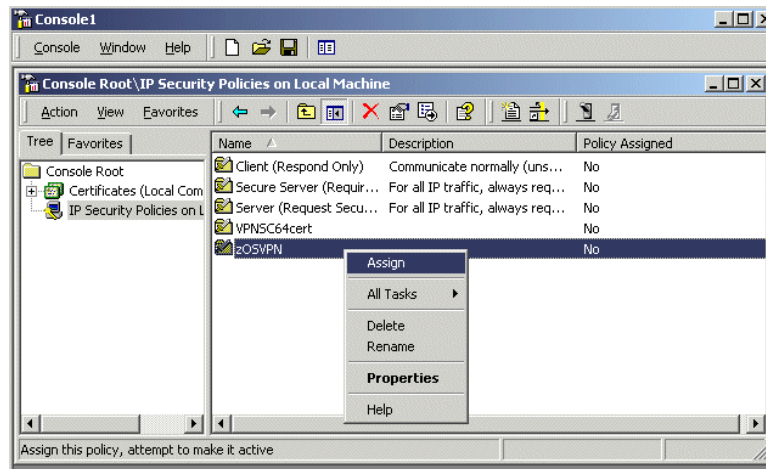 Console1
Console Window Help
Console Root\IP Security Policies on Local Machine
Action View Favorites
Tree Favorites
Name Description Policy Assigned
Console Root
Certificates (Local Com
IP Security Policies on L
Client (Respond Only) Communicate normally (uns... No
Secure Server (Requir... For all IP traffic, always req... No
Server (Request Secu... For all IP traffic, always req... No
VPNSC64cert No
zOSVPN No
Assign
All Tasks
Delete
Rename
Properties
Help
Assign this policy, attempt to make it active